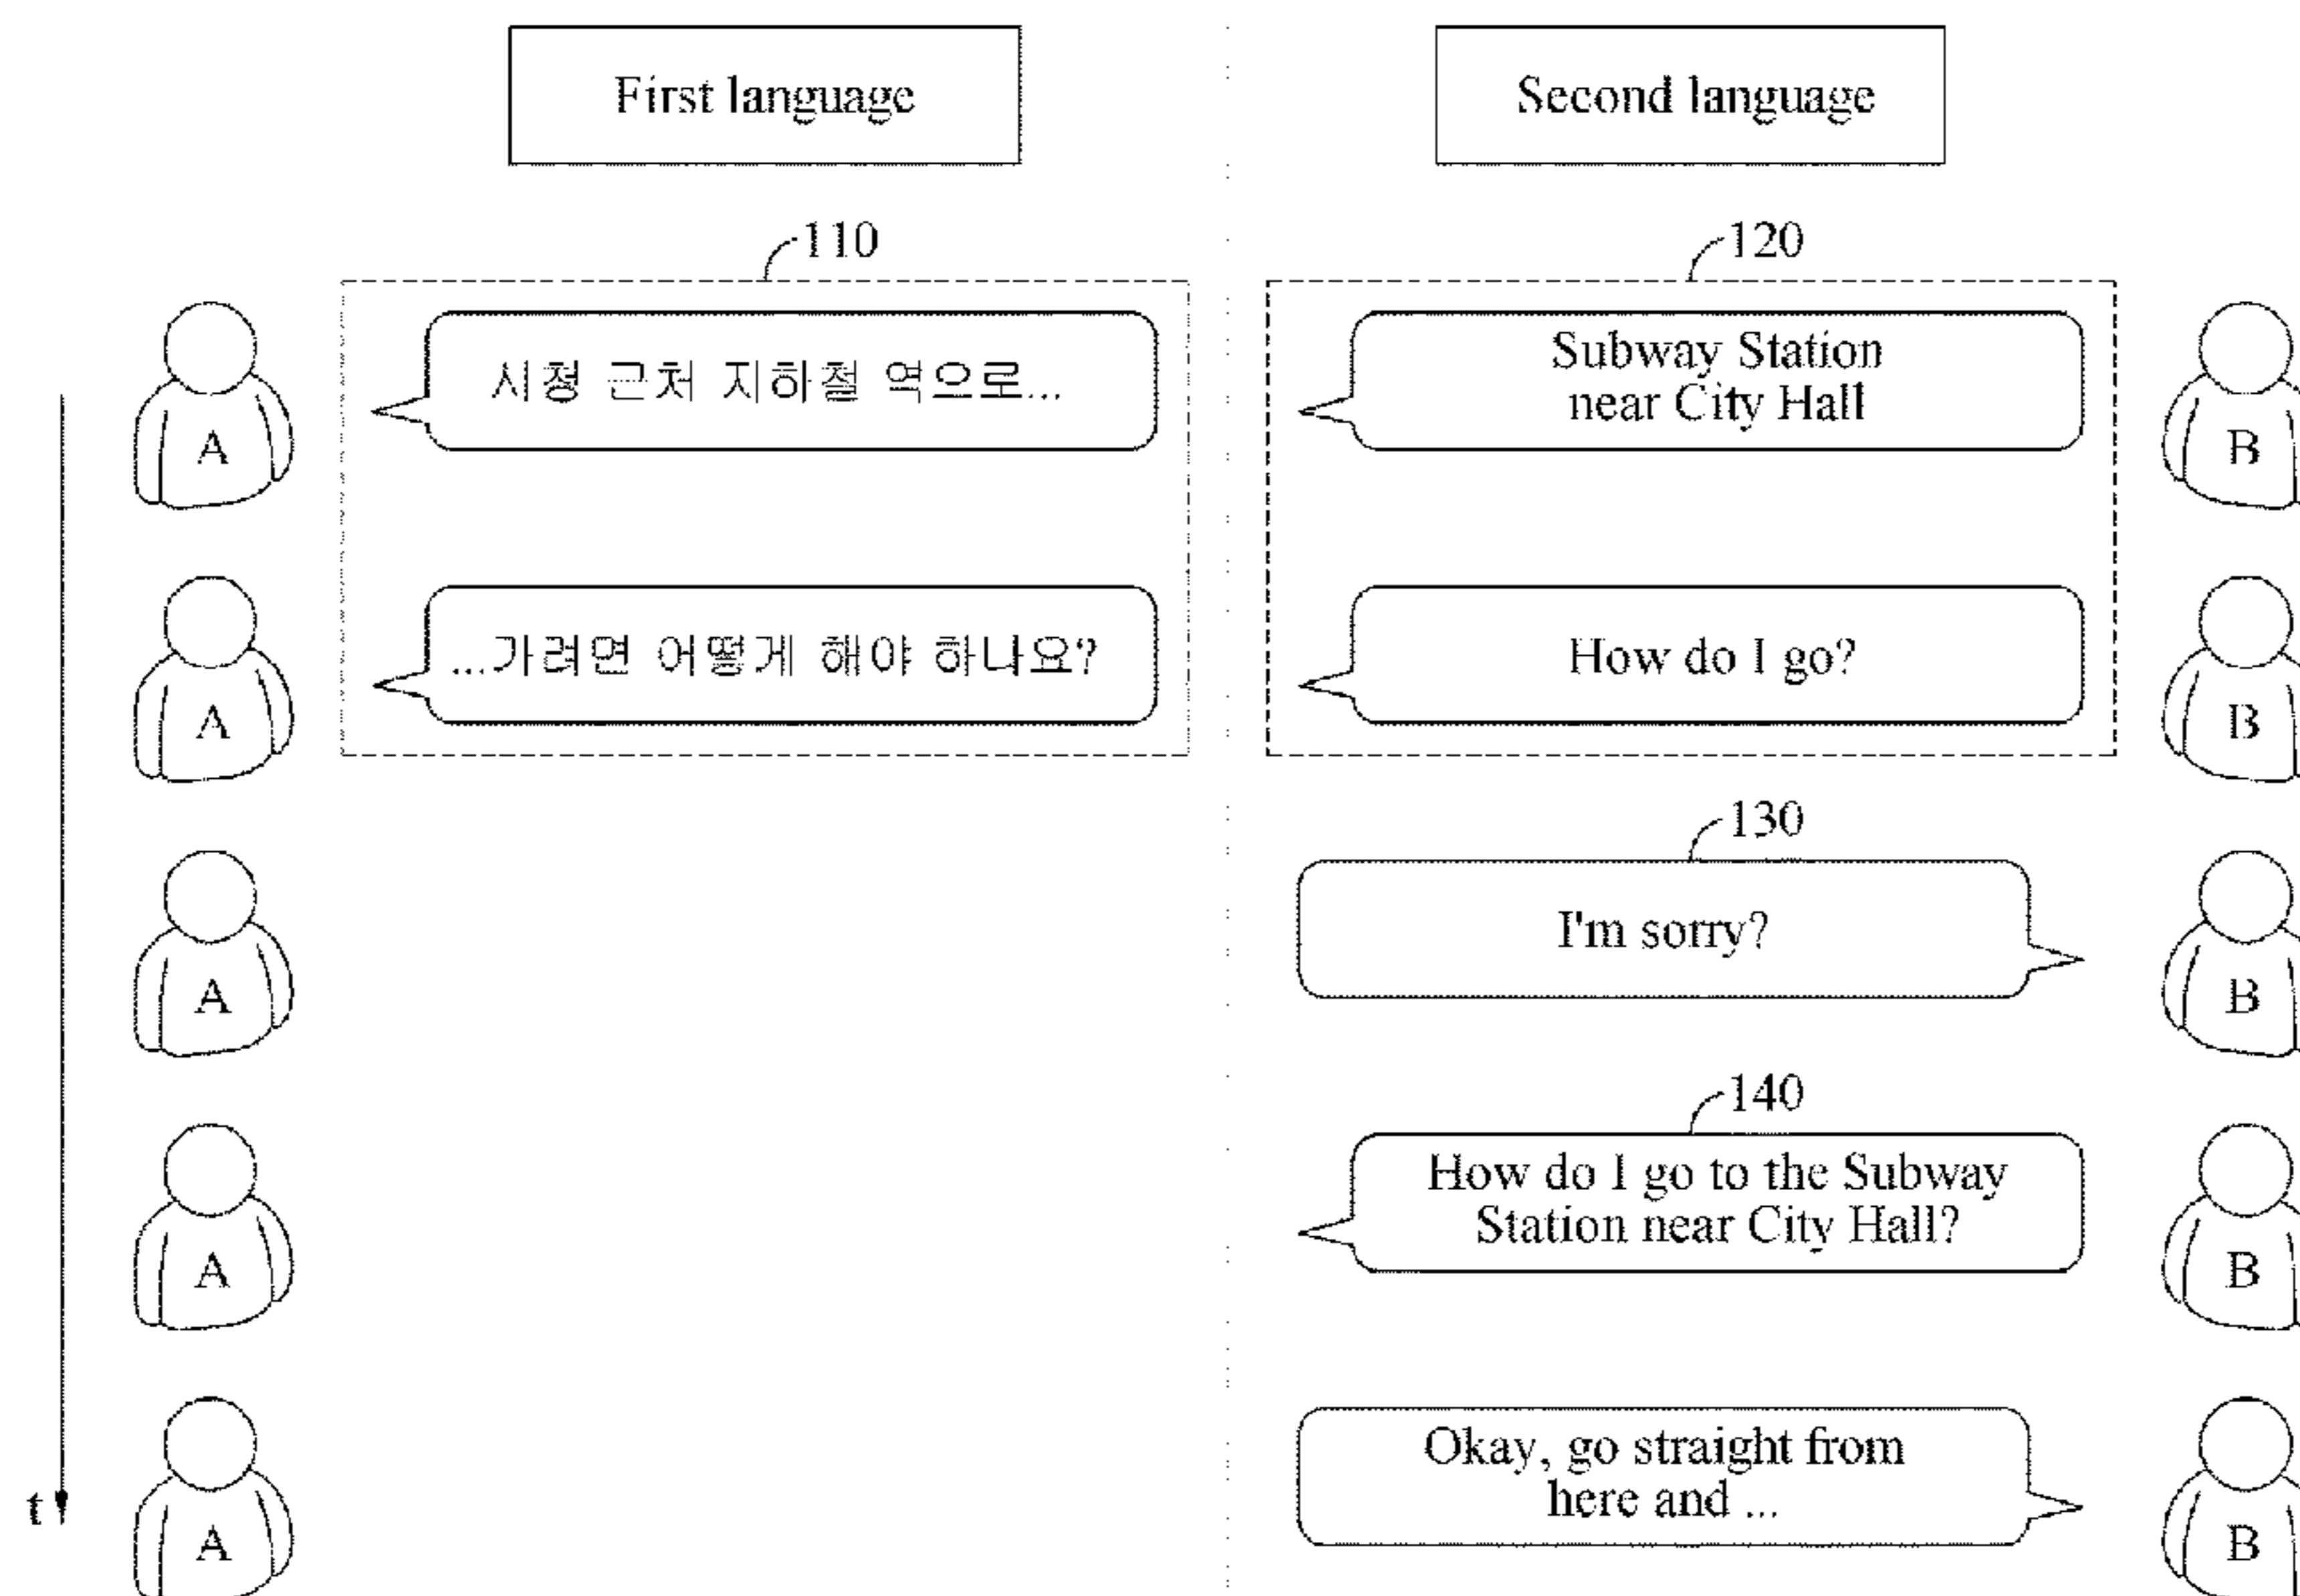 First language
Second language
110
120
시청 근처 지하철 역으로...
Subway Station
near City Hall
A
B
...가려면 어떻게 해야 하나요?
How do I go?
A
B
130
I'm sorry?
A
B
140
How do I go to the Subway
Station near City Hall?
A
B
Okay, go straight from
here and ...
t
A
B